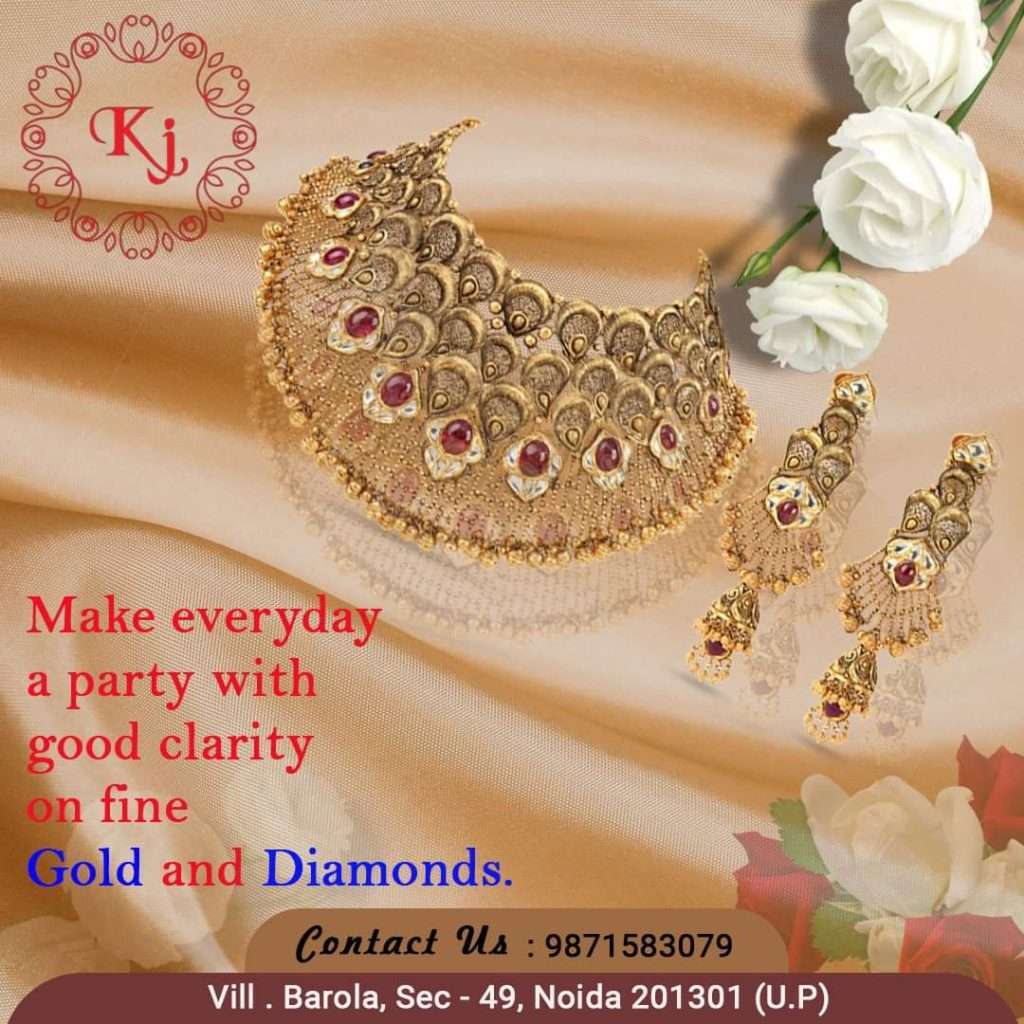 Kj
Make everyday
a party with
good clarity
on fine
Gold and Diamonds.
Contact Us : 9871583079
Vill . Barola, Sec - 49, Noida 201301 (U.P)